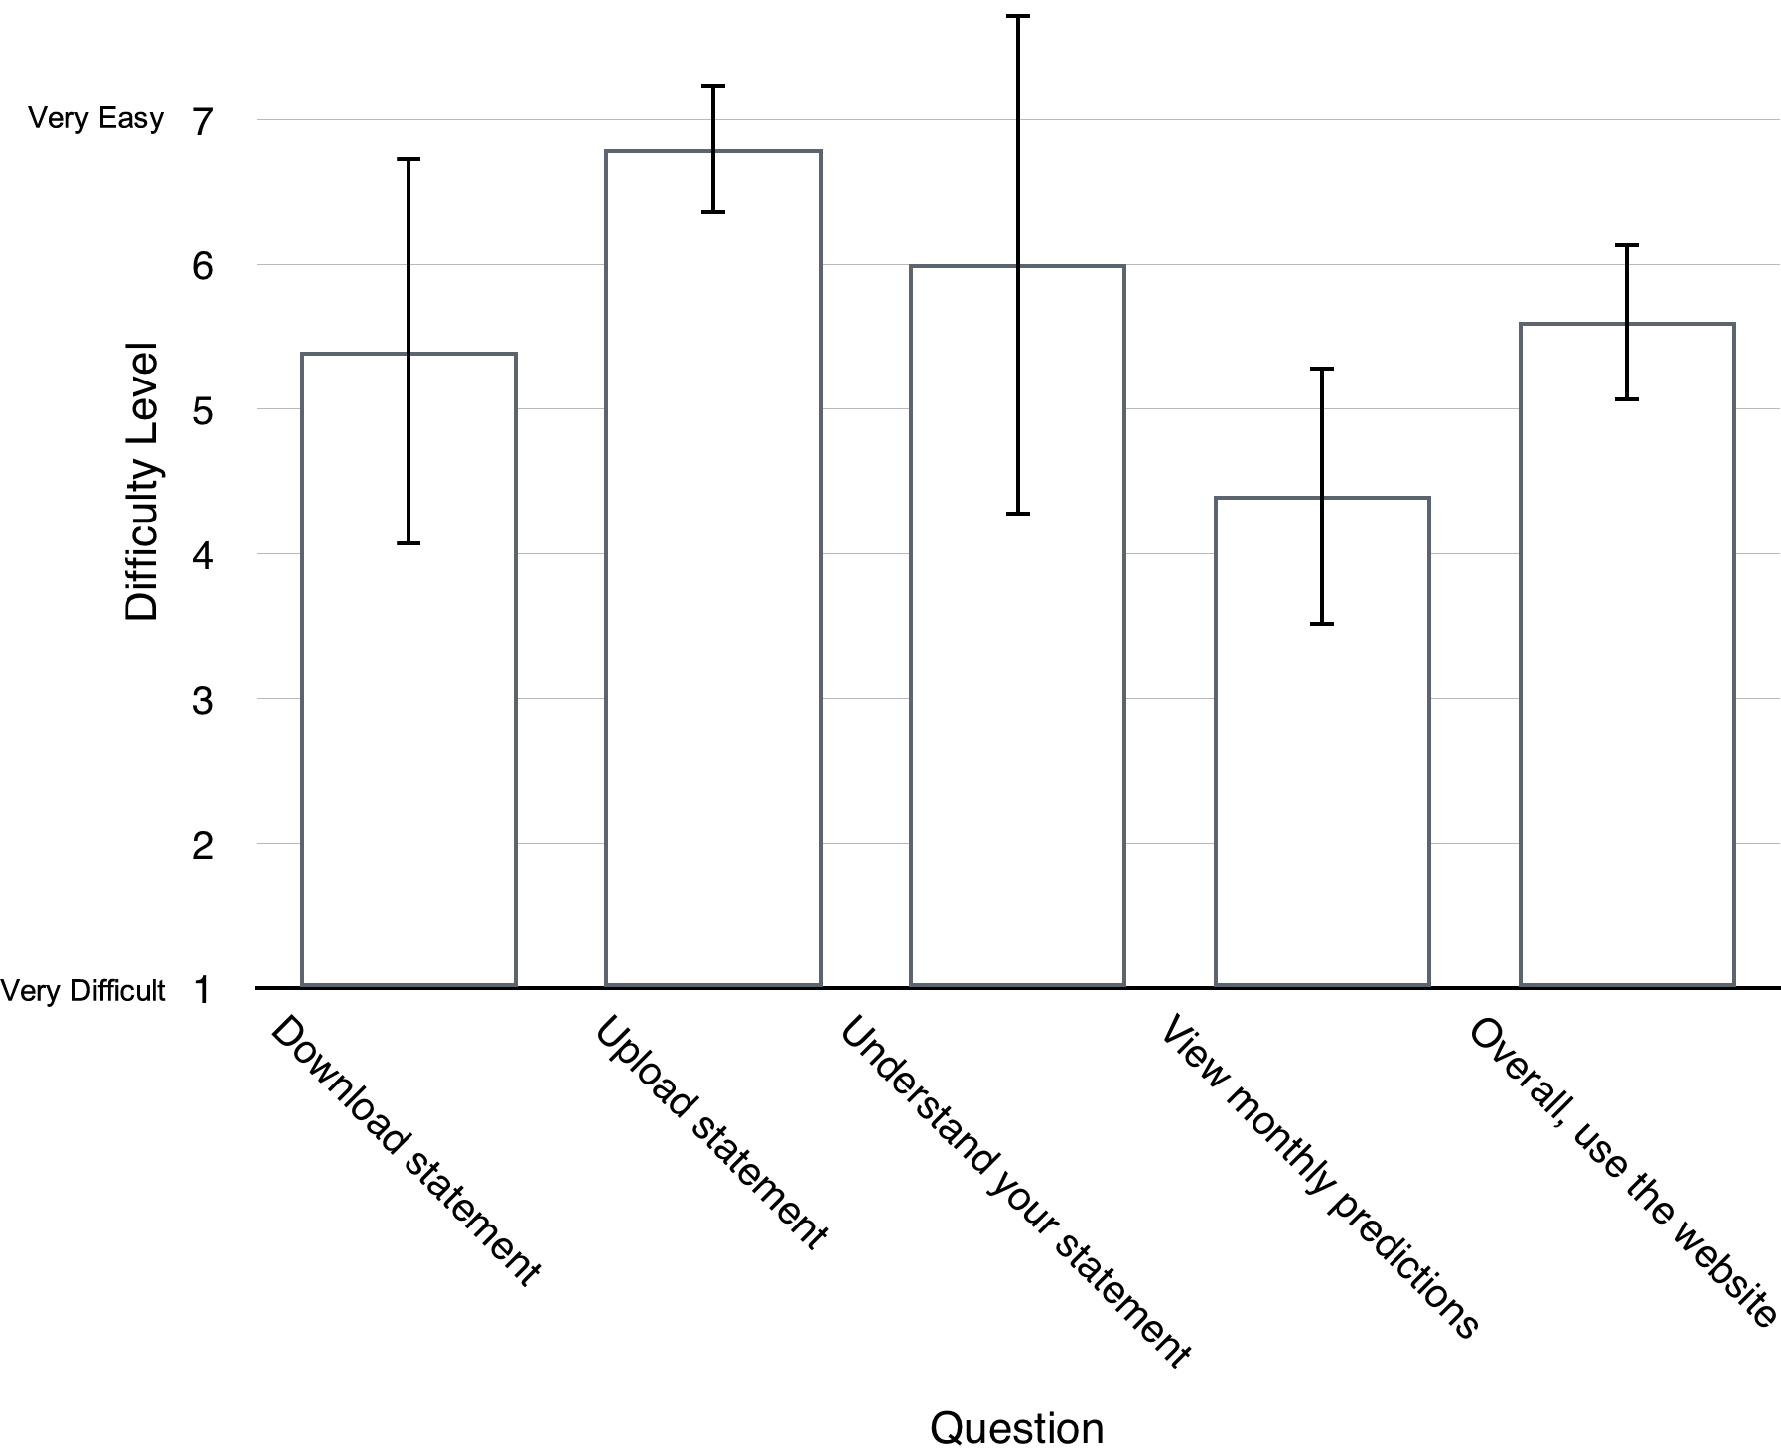 Very Easy 7
6
5
4
3
2
Very Difficult 1
Difficulty Level
Download statement
Upload statement
Understand your statement
View monthly predictions
Overall, use the website
Question